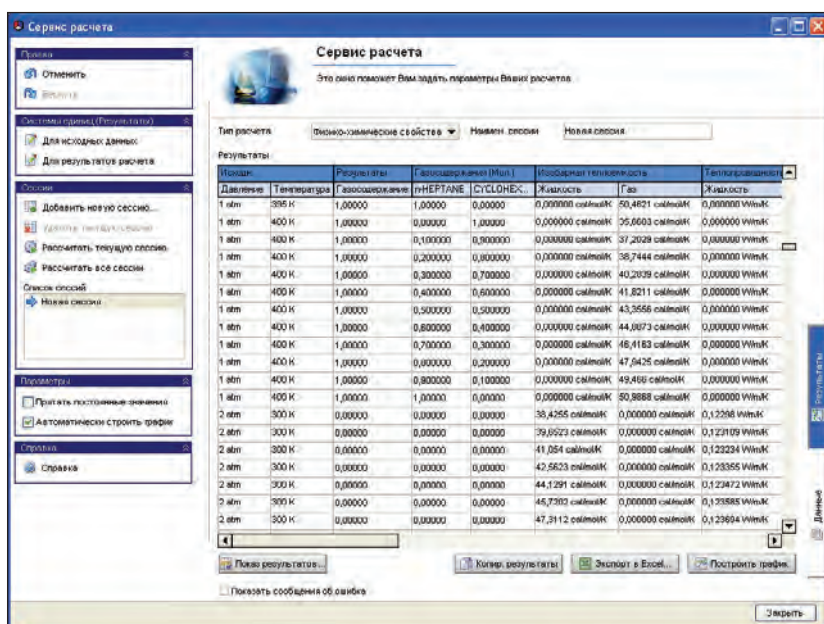 Сервис расчета
Правка
Отменить
Вернуть
Системы единиц (Результаты)
Для исходных данных
Для результатов расчета
Сессии
Добавить новую сессию...
Удалить текущую сессию
Рассчитать текущую сессию
Рассчитать все сессии
Список сессий
Новая сессия
Параметры
Прятать постоянные значения
Автоматически строить график
Справка
Справка
Сервис расчета
Это окно поможет Вам задать параметры Ваших расчетов
Тип расчета Физико-химические свойства Наимен. сессии Новая сессия
Результаты
Исходн. Результаты Газосодержание (Мол.) Изобарная теплоемкость Теплопроводность
Давление Температура Газосодержание n-HEPTANE CYCLOHEX... Жидкость Газ Жидкость
1 atm 395 K 1,00000 1,00000 0,00000 0,000000 cal/mol/K 50,4621 cal/mol/K 0,000000 W/m/K
1 atm 400 K 1,00000 0,00000 1,00000 0,000000 cal/mol/K 35,6603 cal/mol/K 0,000000 W/m/K
1 atm 400 K 1,00000 0,100000 0,900000 0,000000 cal/mol/K 37,2029 cal/mol/K 0,000000 W/m/K
1 atm 400 K 1,00000 0,200000 0,800000 0,000000 cal/mol/K 38,7444 cal/mol/K 0,000000 W/m/K
1 atm 400 K 1,00000 0,300000 0,700000 0,000000 cal/mol/K 40,2839 cal/mol/K 0,000000 W/m/K
1 atm 400 K 1,00000 0,400000 0,600000 0,000000 cal/mol/K 41,8211 cal/mol/K 0,000000 W/m/K
1 atm 400 K 1,00000 0,500000 0,500000 0,000000 cal/mol/K 43,3556 cal/mol/K 0,000000 W/m/K
1 atm 400 K 1,00000 0,600000 0,400000 0,000000 cal/mol/K 44,8873 cal/mol/K 0,000000 W/m/K
1 atm 400 K 1,00000 0,700000 0,300000 0,000000 cal/mol/K 46,4163 cal/mol/K 0,000000 W/m/K
1 atm 400 K 1,00000 0,800000 0,200000 0,000000 cal/mol/K 47,9425 cal/mol/K 0,000000 W/m/K
1 atm 400 K 1,00000 0,900000 0,100000 0,000000 cal/mol/K 49,466 cal/mol/K 0,000000 W/m/K
1 atm 400 K 1,00000 1,00000 0,00000 0,000000 cal/mol/K 50,9868 cal/mol/K 0,000000 W/m/K
2 atm 300 K 0,00000 0,00000 0,00000 38,4255 cal/mol/K 0,000000 cal/mol/K 0,12298 W/m/K
2 atm 300 K 0,00000 0,00000 0,00000 39,6523 cal/mol/K 0,000000 cal/mol/K 0,123109 W/m/K
2 atm 300 K 0,00000 0,00000 0,00000 41,054 cal/mol/K 0,000000 cal/mol/K 0,123234 W/m/K
2 atm 300 K 0,00000 0,00000 0,00000 42,5623 cal/mol/K 0,000000 cal/mol/K 0,123355 W/m/K
2 atm 300 K 0,00000 0,00000 0,00000 44,1291 cal/mol/K 0,000000 cal/mol/K 0,123472 W/m/K
2 atm 300 K 0,00000 0,00000 0,00000 45,7202 cal/mol/K 0,000000 cal/mol/K 0,123585 W/m/K
2 atm 300 K 0,00000 0,00000 0,00000 47,3112 cal/mol/K 0,000000 cal/mol/K 0,123694 W/m/K
Результаты
Данные
Показ результатов... Копир. результаты Экспорт в Excel... Построить график
Показать сообщения об ошибке
Закрыть